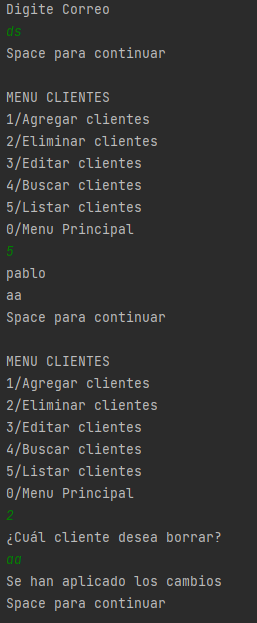 Digite Correo
ds
Space para continuar
MENU CLIENTES
1/Agregar clientes
2/Eliminar clientes
3/Editar clientes
4/Buscar clientes
5/Listar clientes
0/Menu Principal
5
pablo
aa
Space para continuar
MENU CLIENTES
1/Agregar clientes
2/Eliminar clientes
3/Editar clientes
4/Buscar clientes
5/Listar clientes
0/Menu Principal
2
¿Cuál cliente desea borrar?
aa
Se han aplicado los cambios
Space para continuar